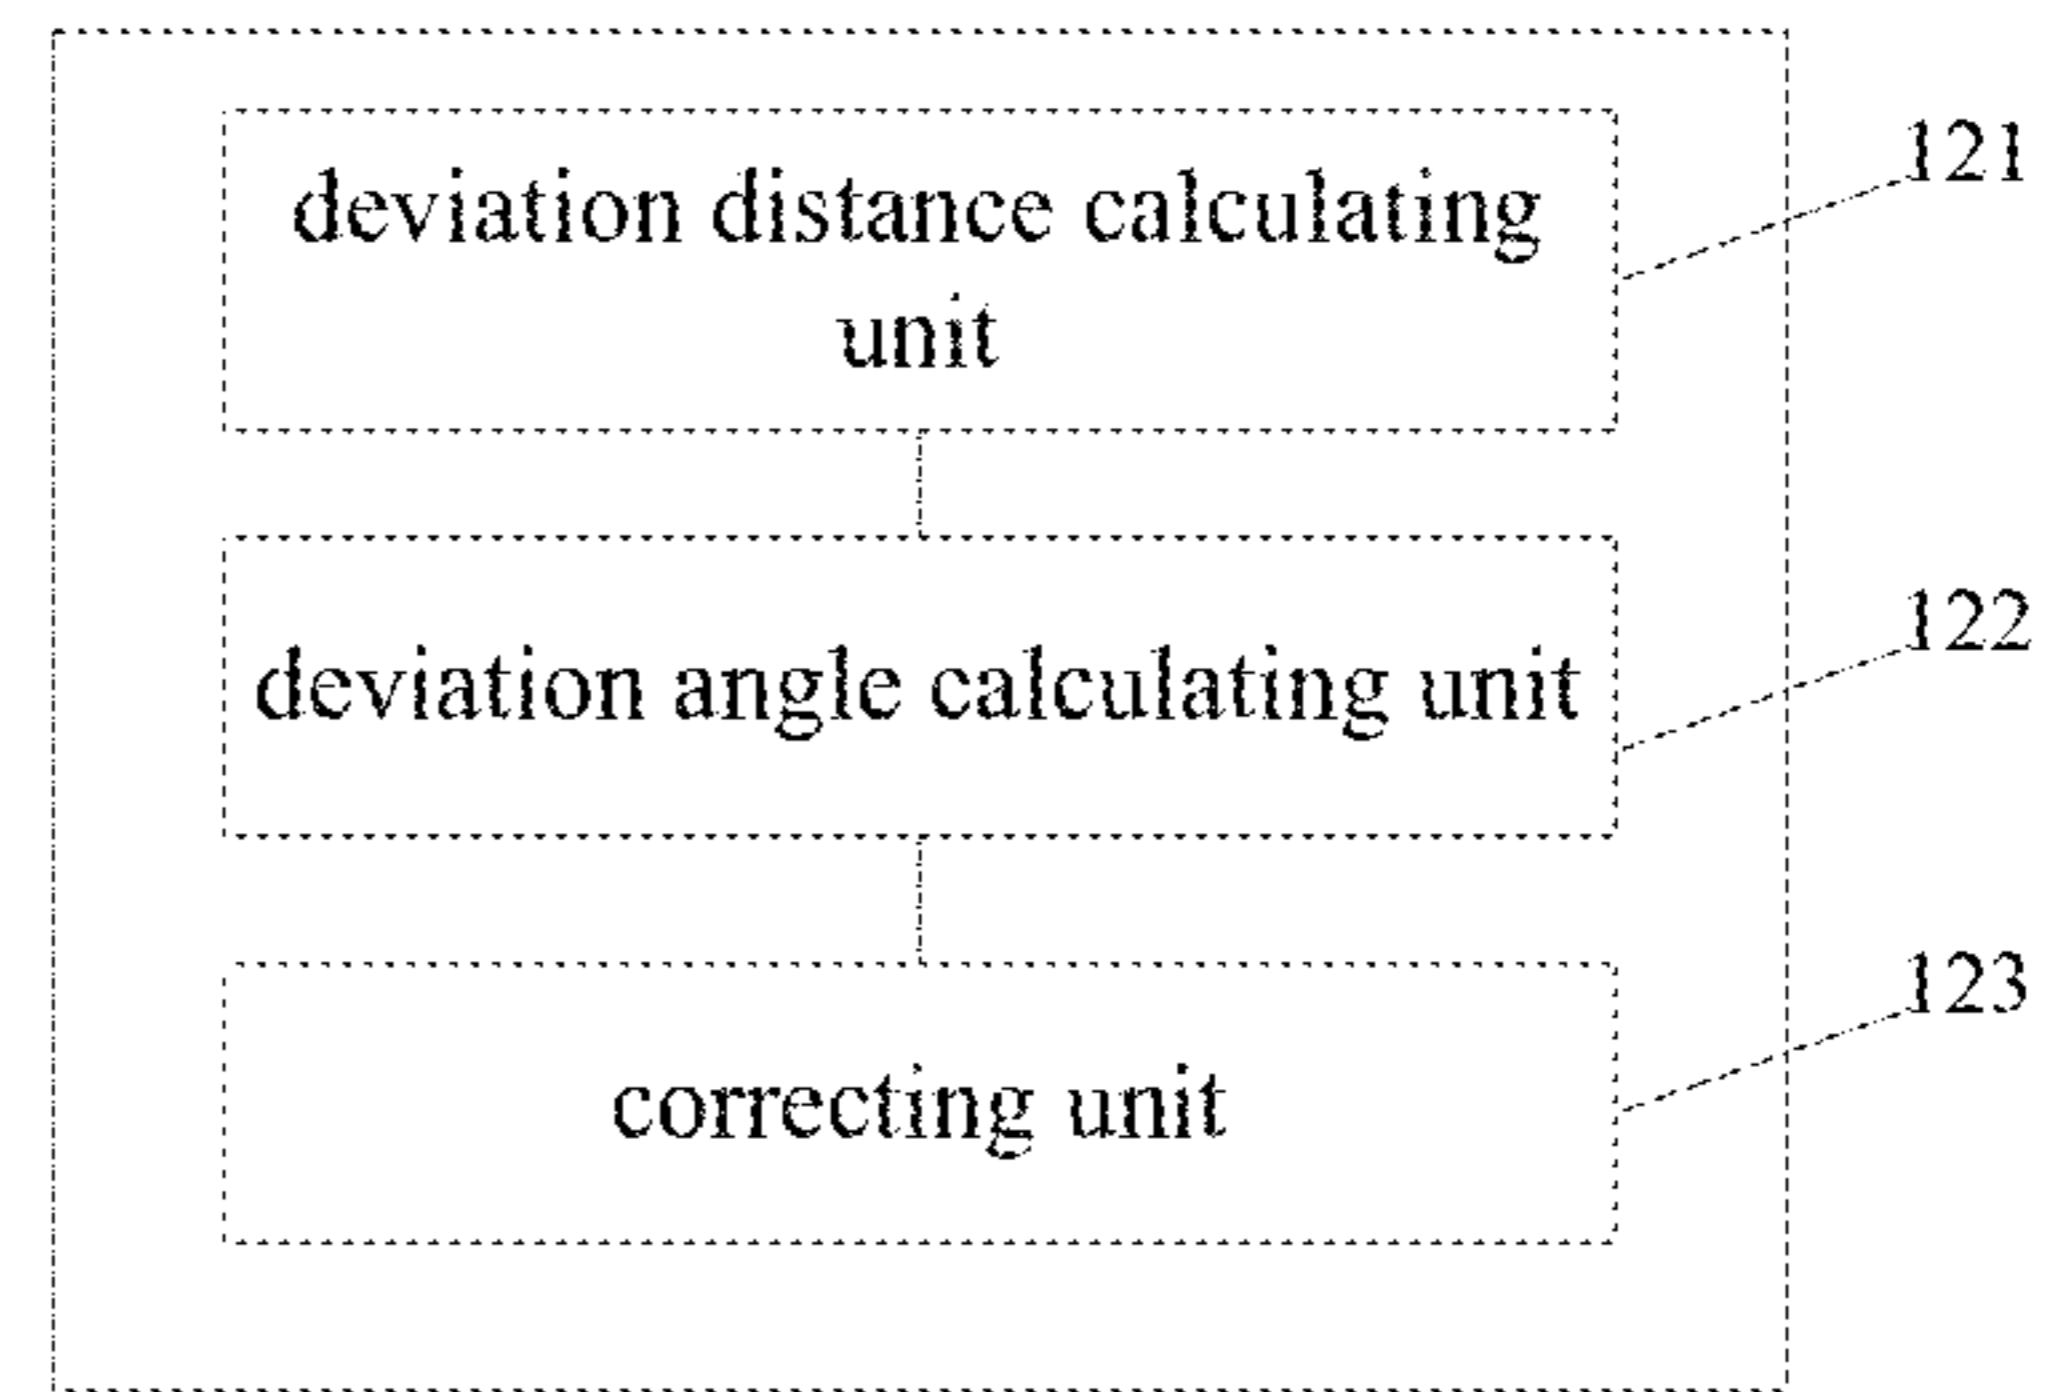 121
deviation distance calculating
unit
122
deviation angle calculating unit
123
correcting unit